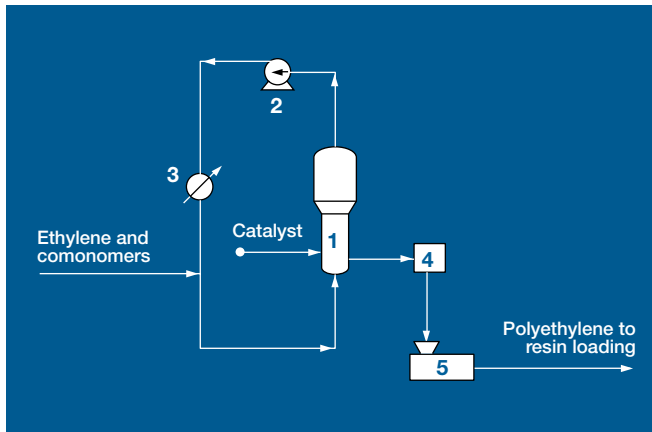 2
3
Catalyst
Ethylene and
comonomers
1
4
Polyethylene to
resin loading
5